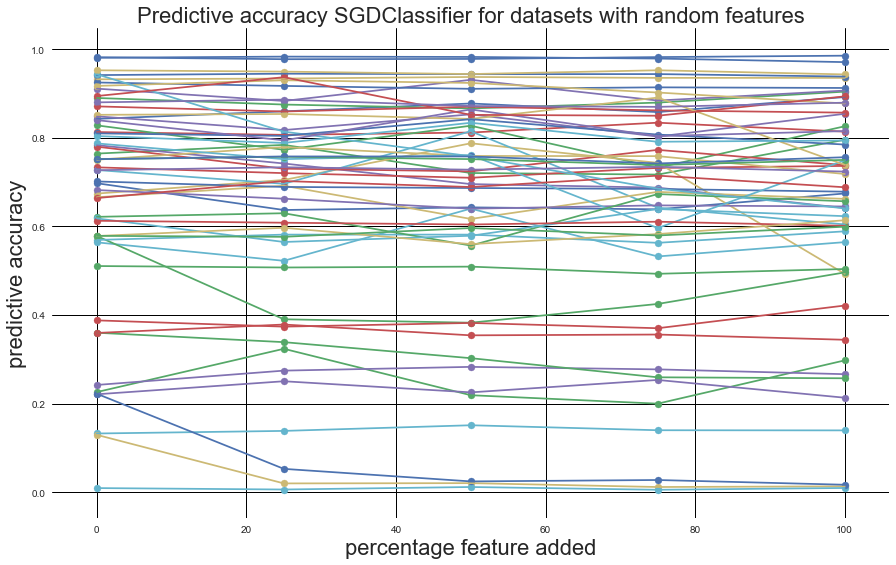 Predictive accuracy SGDClassifier for datasets with random features
predictive accuracy
1.0
0.8
0.6
0.4
0.2
0.0
0 20 40 60 80 100
percentage feature added